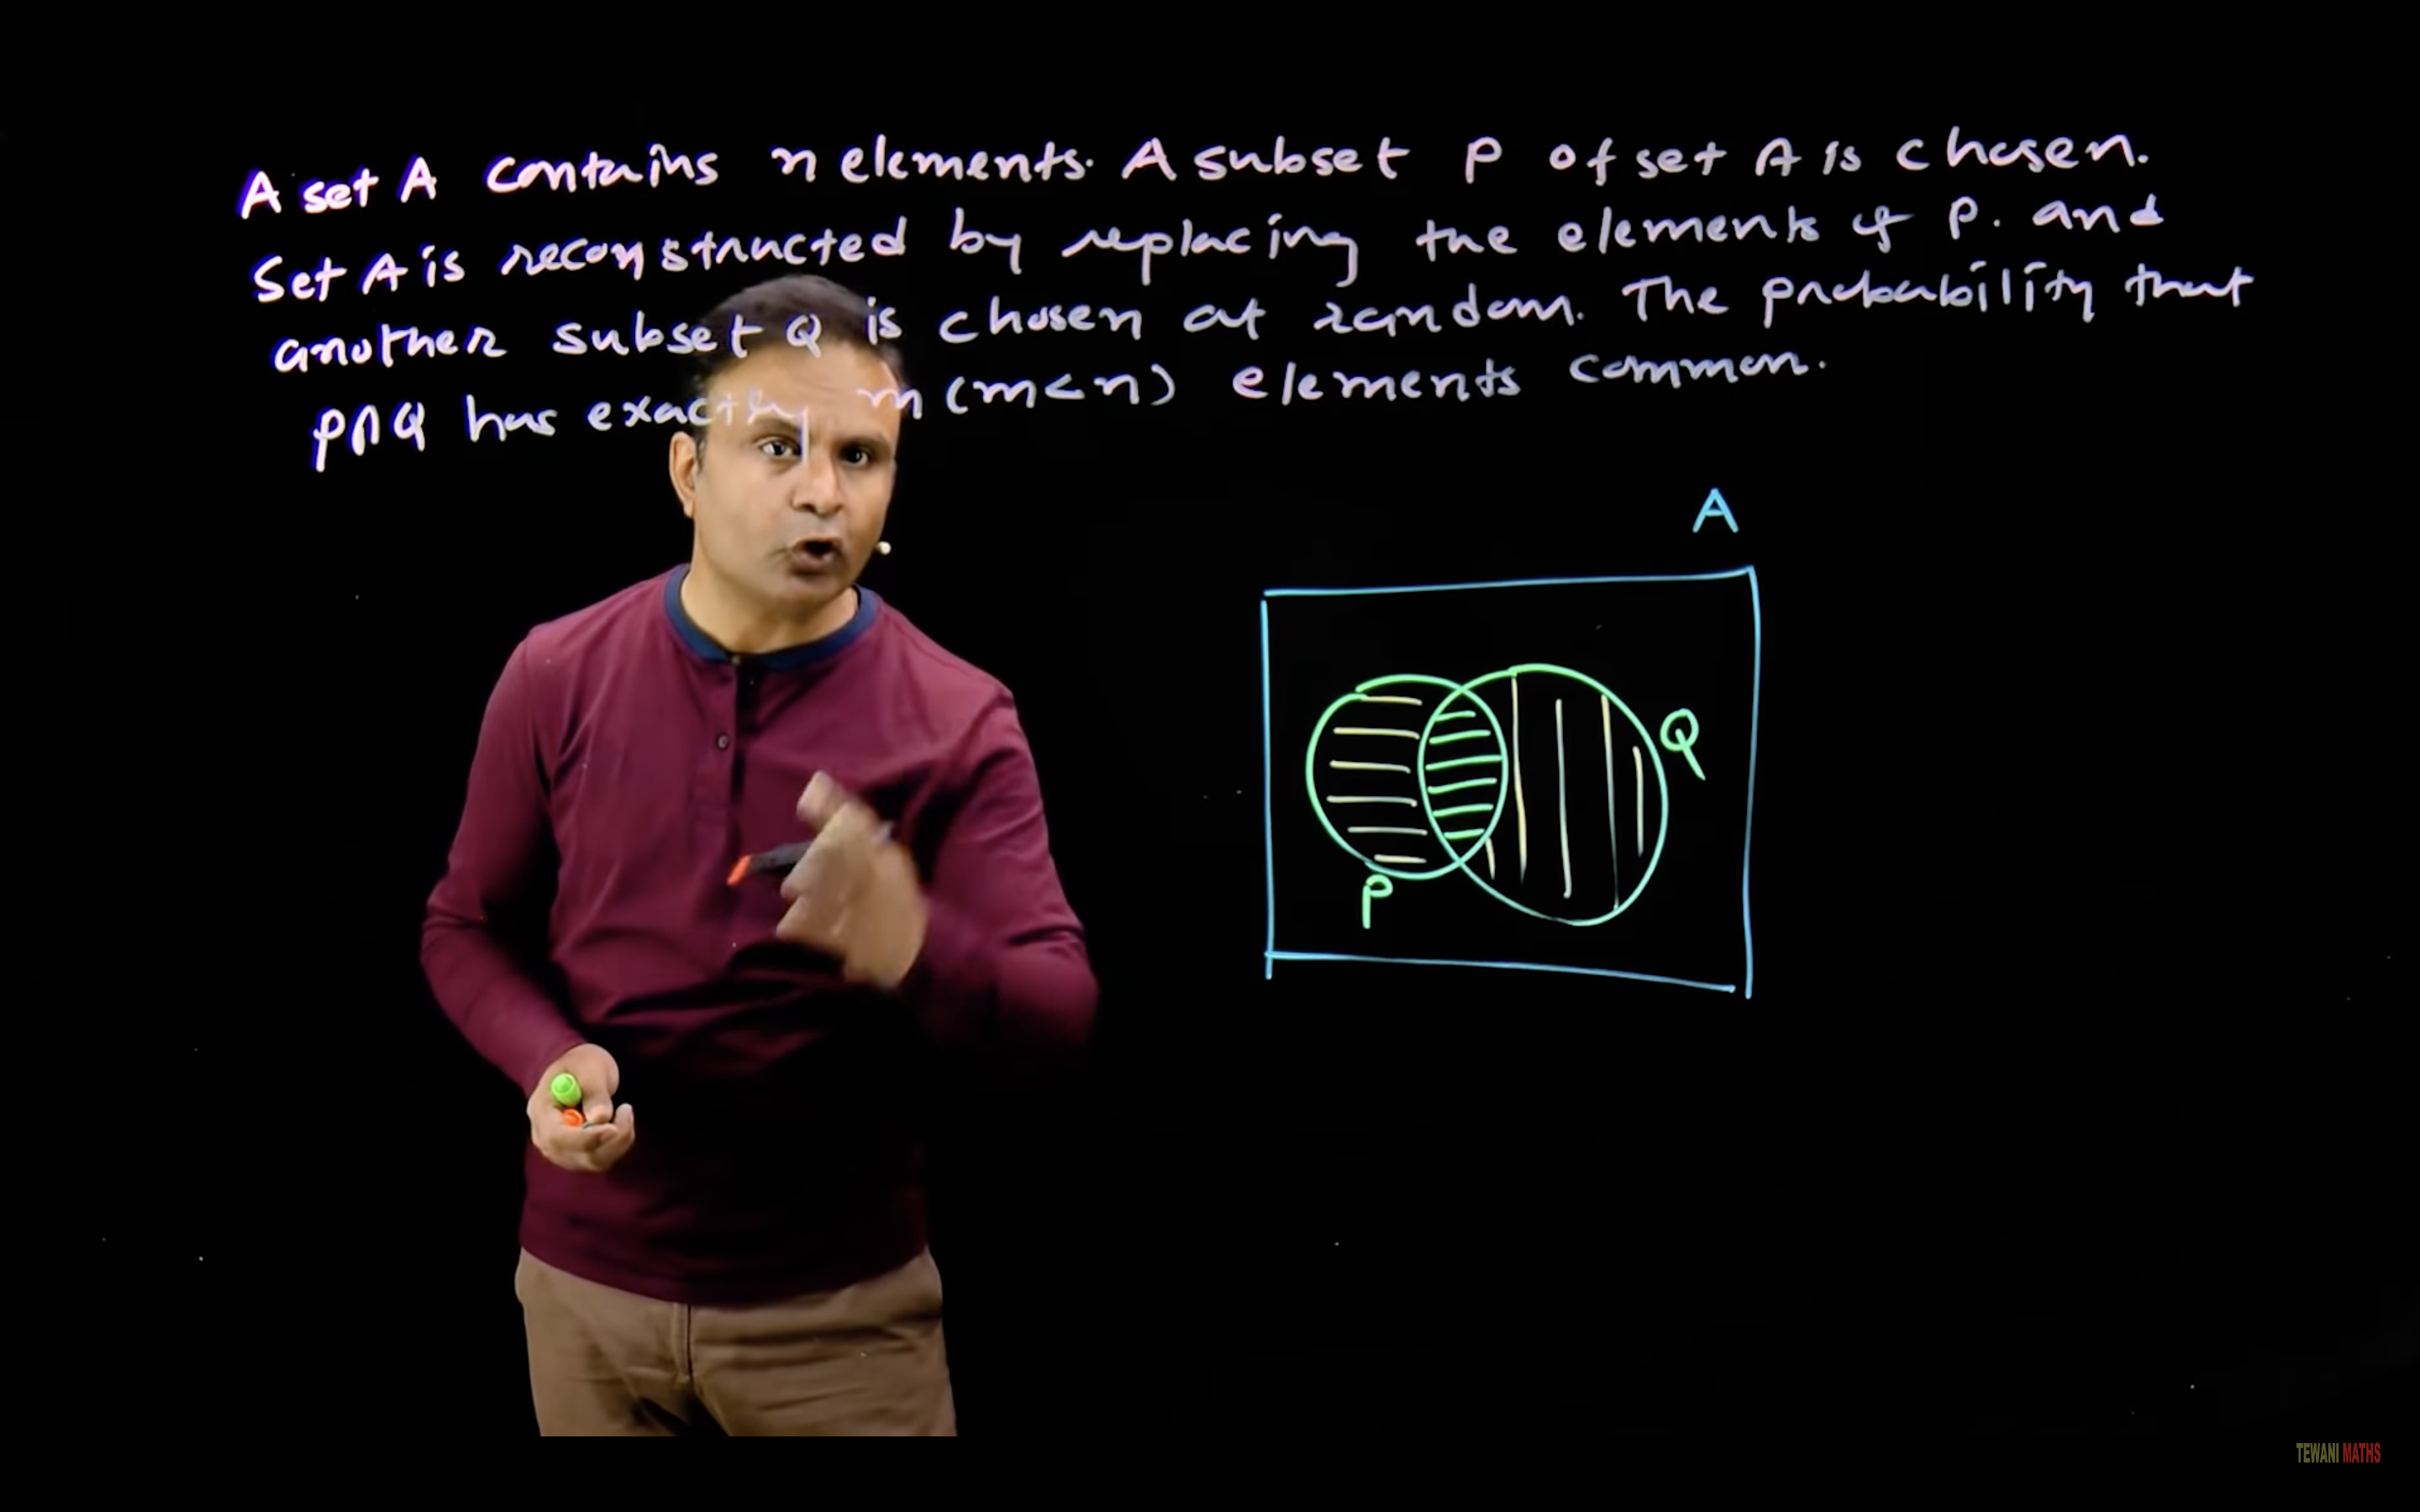 A set A contains n elements. A subset P of set A is chosen.
Set A is reconstructed by replacing the elements of P. and
another subset Q is chosen at random. The probability that
P∩Q has exactly m (m<n) elements common.
A
Q
P
TEWANI MATHS